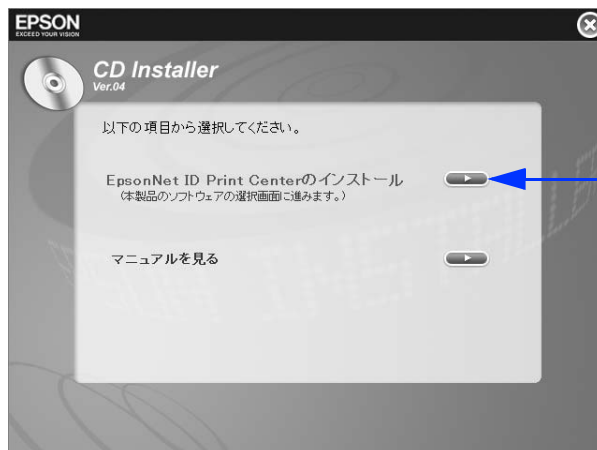 EPSON
EXCEED YOUR VISION
CD Installer
Ver.04
以下の項目から選択してください。
EpsonNet ID Print Centerのインストール
(本製品のソフトウェアの選択画面に進みます。)
マニュアルを見る